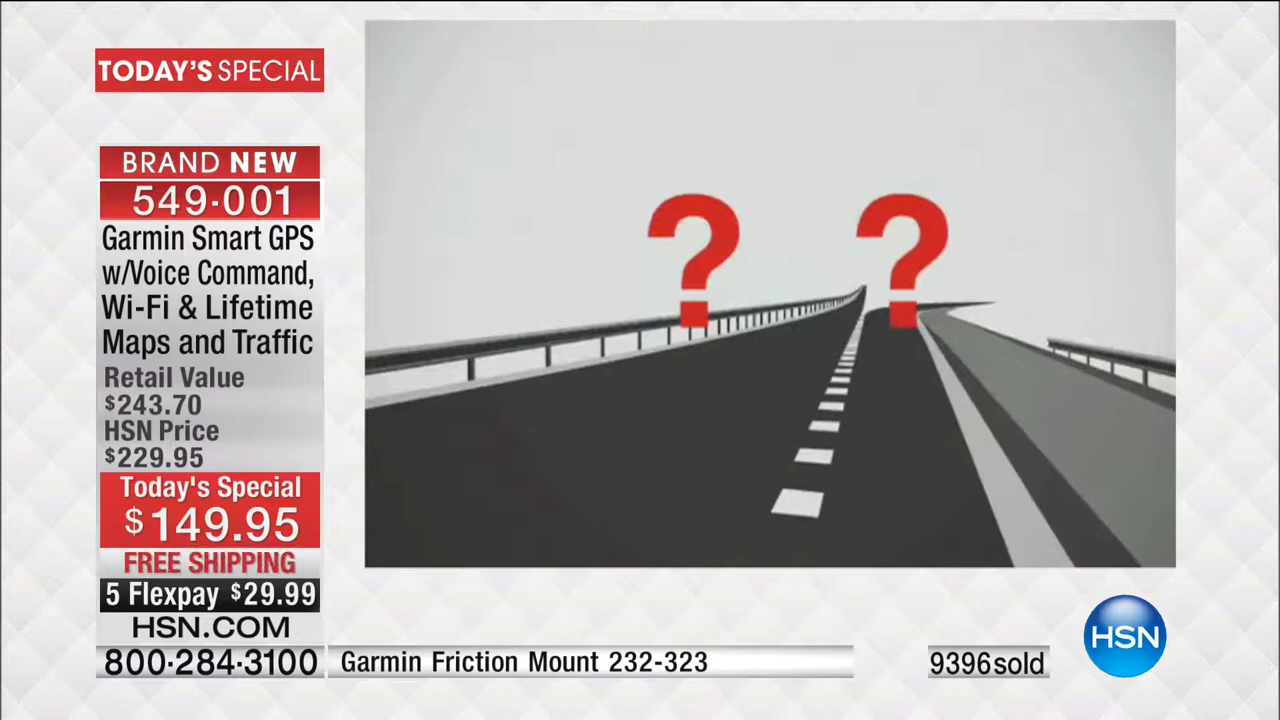 TODAY'S SPECIAL
BRAND NEW
549·001
Garmin Smart GPS
w/Voice Command,
Wi-Fi & Lifetime
Maps and Traffic
Retail Value
$243.70
HSN Price
$229.95
Today's Special
$149.95
FREE SHIPPING
5 Flexpay $29.99
HSN.COM
800·284·3100
Garmin Friction Mount 232-323
9396sold
HSN
? ?